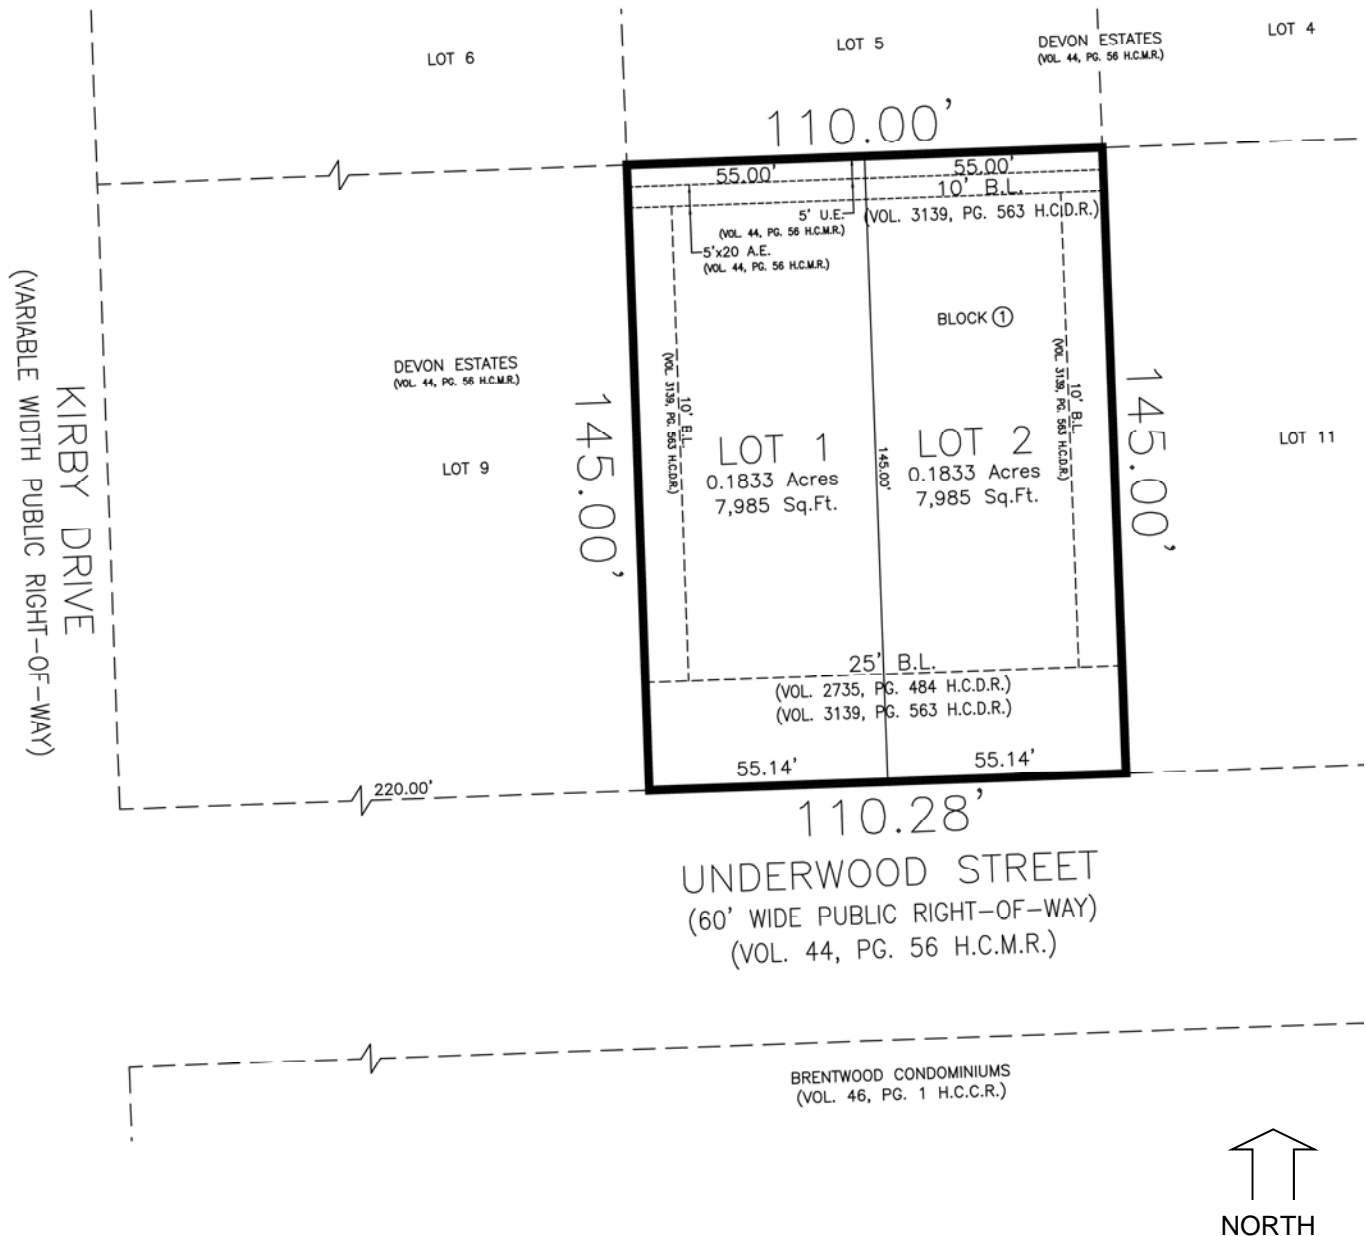 LOT 6
LOT 5
DEVON ESTATES
(VOL. 44, PG. 56 H.C.M.R.)
LOT 4
110.00'
55.00'
55.00'
10' B.L.
(VOL. 3139, PG. 563 H.C.D.R.)
5' U.E.
(VOL. 44, PG. 56 H.C.M.R.)
5'x20 A.E.
(VOL. 44, PG. 56 H.C.M.R.)
BLOCK 1
KIRBY DRIVE
(VARIABLE WIDTH PUBLIC RIGHT-OF-WAY)
DEVON ESTATES
(VOL. 44, PG. 56 H.C.M.R.)
LOT 9
145.00'
10' B.L.
(VOL. 3139, PG. 563 H.C.D.R.)
LOT 1
0.1833 Acres
7,985 Sq.Ft.
145.00'
LOT 2
0.1833 Acres
7,985 Sq.Ft.
10' B.L.
(VOL. 3139, PG. 563 H.C.D.R.)
145.00'
LOT 11
25' B.L.
(VOL. 2735, PG. 484 H.C.D.R.)
(VOL. 3139, PG. 563 H.C.D.R.)
55.14'
55.14'
220.00'
110.28'
UNDERWOOD STREET
(60' WIDE PUBLIC RIGHT-OF-WAY)
(VOL. 44, PG. 56 H.C.M.R.)
BRENTWOOD CONDOMINIUMS
(VOL. 46, PG. 1 H.C.C.R.)
NORTH